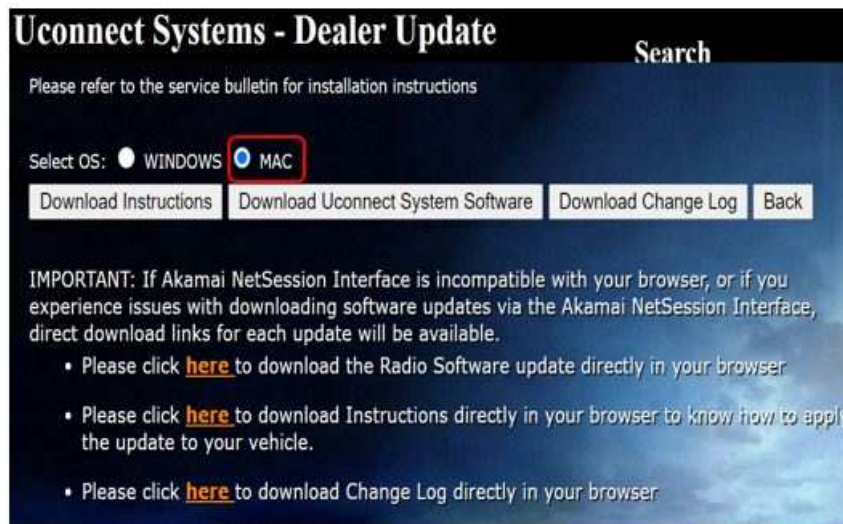 Uconnect Systems - Dealer Update
Search
Please refer to the service bulletin for installation instructions
Select OS: WINDOWS MAC
Download Instructions Download Uconnect System Software Download Change Log Back
IMPORTANT: If Akamai NetSession Interface is incompatible with your browser, or if you
experience issues with downloading software updates via the Akamai NetSession Interface,
direct download links for each update will be available.
• Please click here to download the Radio Software update directly in your browser
• Please click here to download Instructions directly in your browser to know how to apply
the update to your vehicle.
• Please click here to download Change Log directly in your browser